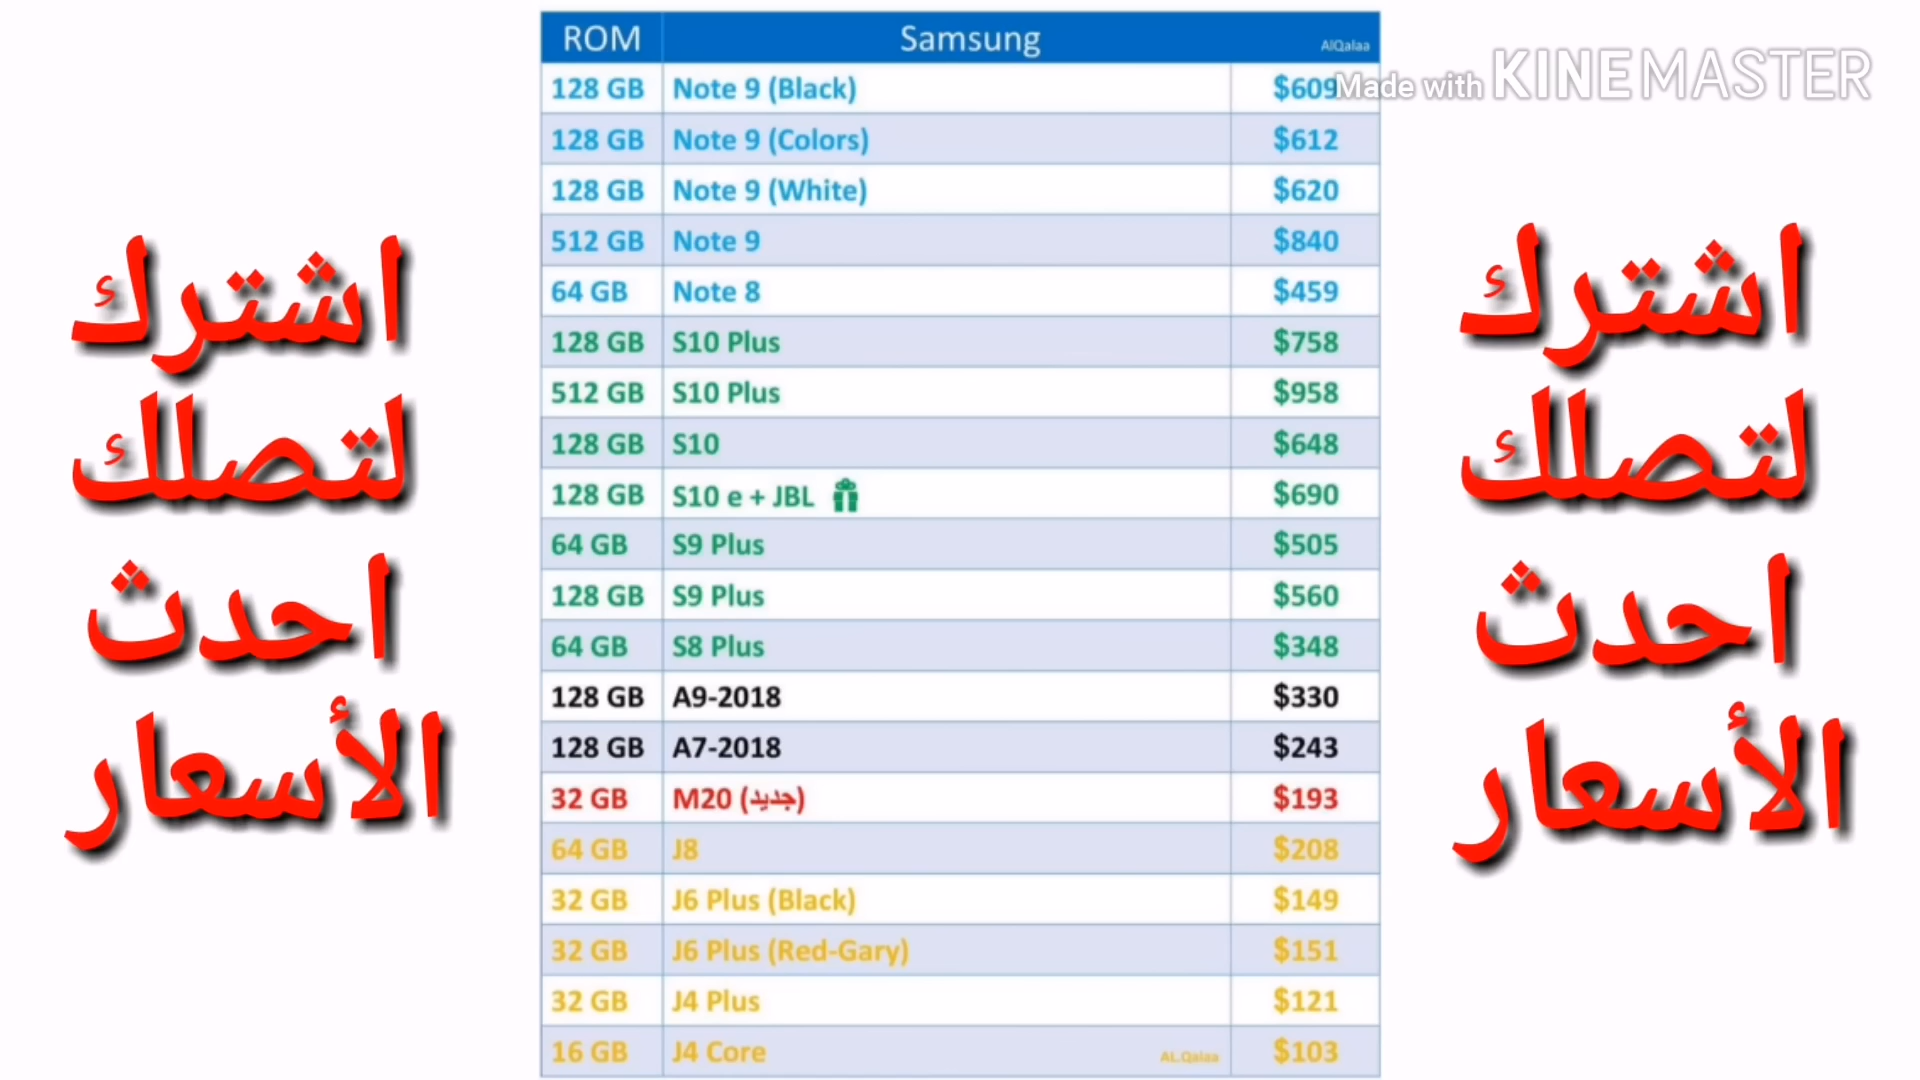 ROM Samsung AlQalaa
Made with KINEMASTER
128 GB Note 9 (Black) $609
128 GB Note 9 (Colors) $612
128 GB Note 9 (White) $620
512 GB Note 9 $840
64 GB Note 8 $459
128 GB S10 Plus $758
512 GB S10 Plus $958
128 GB S10 $648
128 GB S10 e + JBL $690
64 GB S9 Plus $505
128 GB S9 Plus $560
64 GB S8 Plus $348
128 GB A9-2018 $330
128 GB A7-2018 $243
32 GB M20 (جديد) $193
64 GB J8 $208
32 GB J6 Plus (Black) $149
32 GB J6 Plus (Red-Gary) $151
32 GB J4 Plus $121
16 GB J4 Core AL.Qalaa $103
اشترك
لتصلك
احدث
الأسعار
اشترك
لتصلك
احدث
الأسعار